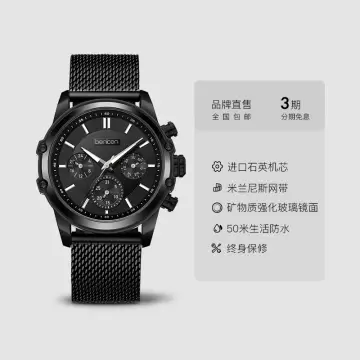 bericen
品牌直售
全国包邮
3期
分期免息
进口石英机芯
米兰尼斯网带
矿物质强化玻璃镜面
50米生活防水
终身保修